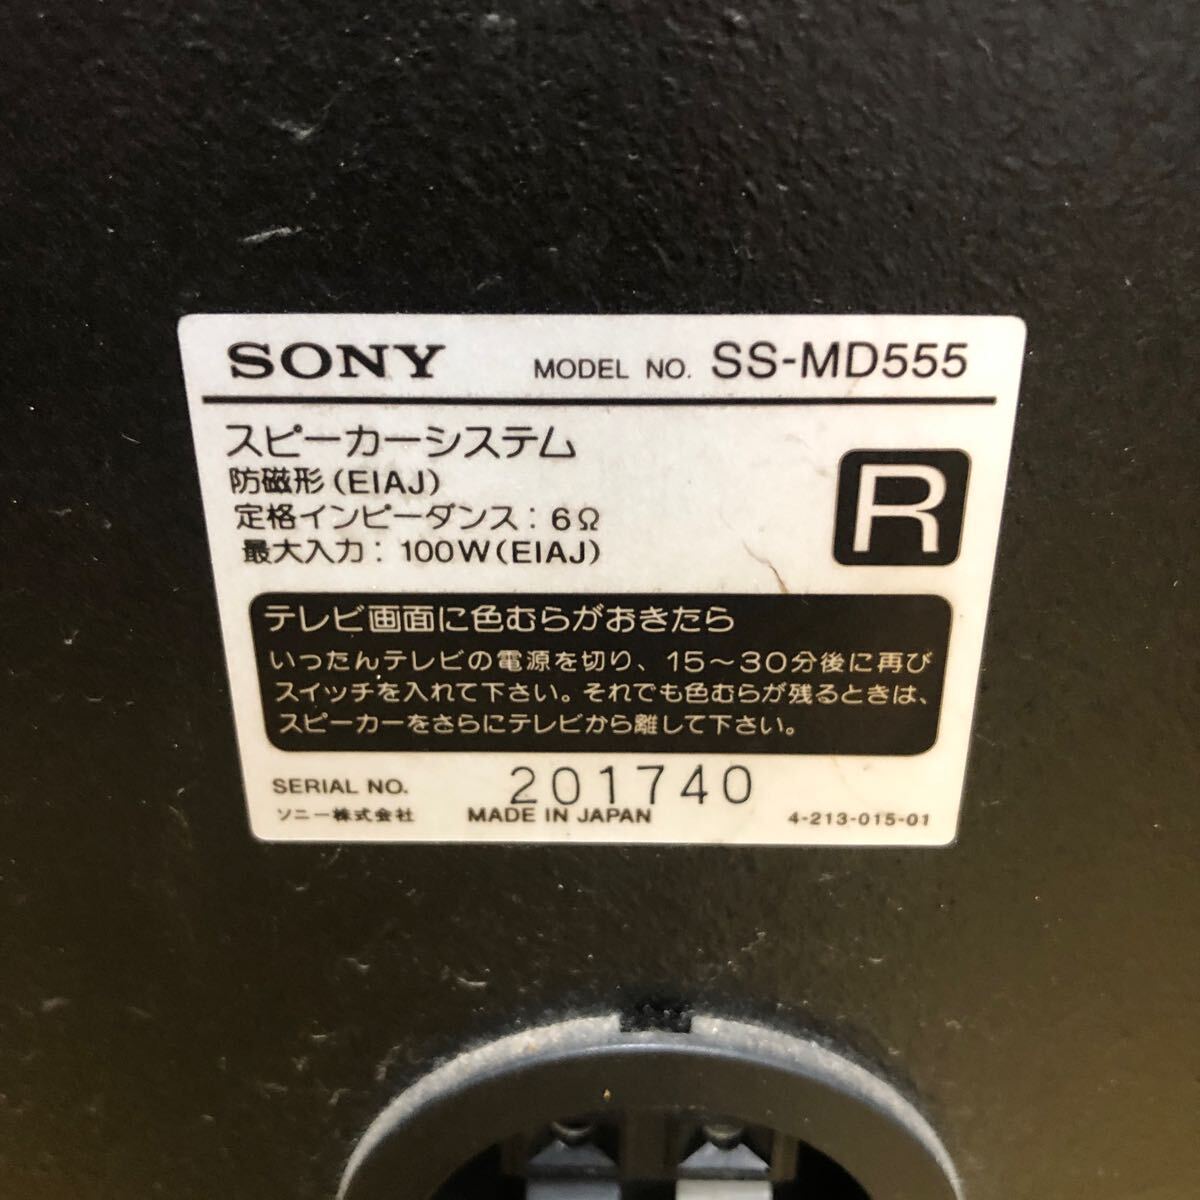 SONY MODEL NO. SS-MD555
スピーカーシステム
防磁形(EIAJ)
定格インピーダンス:6Ω
最大入力:100W(EIAJ)
R
テレビ画面に色むらがおきたら
いったんテレビの電源を切り、15〜30分後に再び
スイッチを入れて下さい。それでも色むらが残るときは、
スピーカーをさらにテレビから離して下さい。
SERIAL NO. 201740
ソニー株式会社 MADE IN JAPAN 4-213-015-01